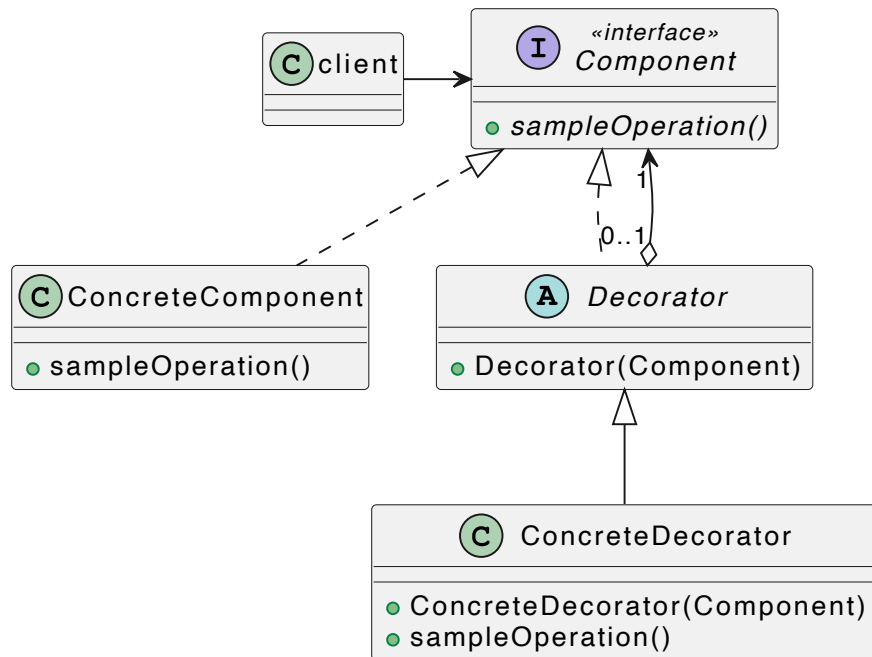 C client
I «interface»
Component
sampleOperation()
1
0..1
C ConcreteComponent
sampleOperation()
A Decorator
Decorator(Component)
C ConcreteDecorator
ConcreteDecorator(Component)
sampleOperation()